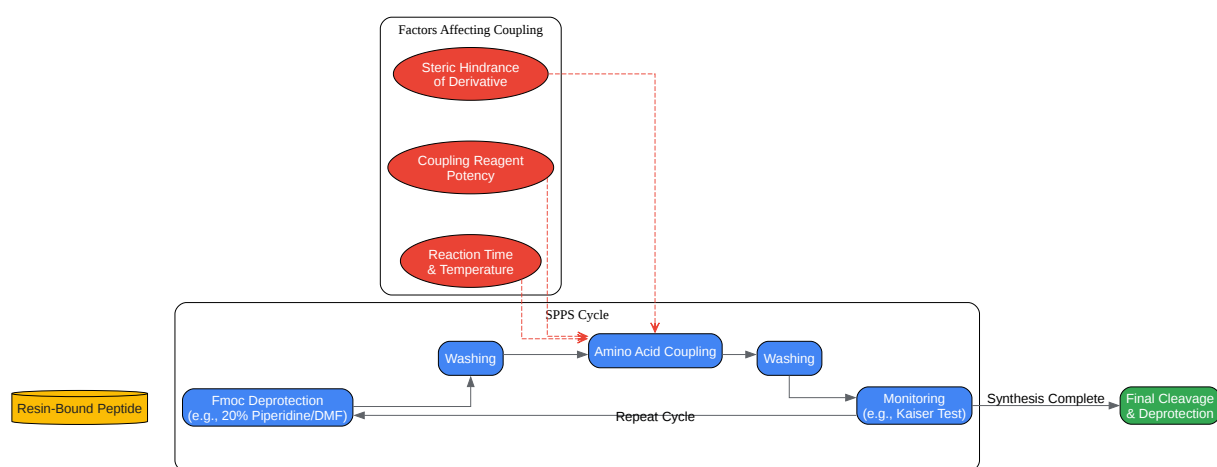 Factors Affecting Coupling
Steric Hindrance
of Derivative
Coupling Reagent
Potency
Reaction Time
& Temperature
SPPS Cycle
Washing
Amino Acid Coupling
Washing
Resin-Bound Peptide
Fmoc Deprotection
(e.g., 20% Piperidine/DMF)
Repeat Cycle
Monitoring
(e.g., Kaiser Test)
Synthesis Complete
Final Cleavage
& Deprotection